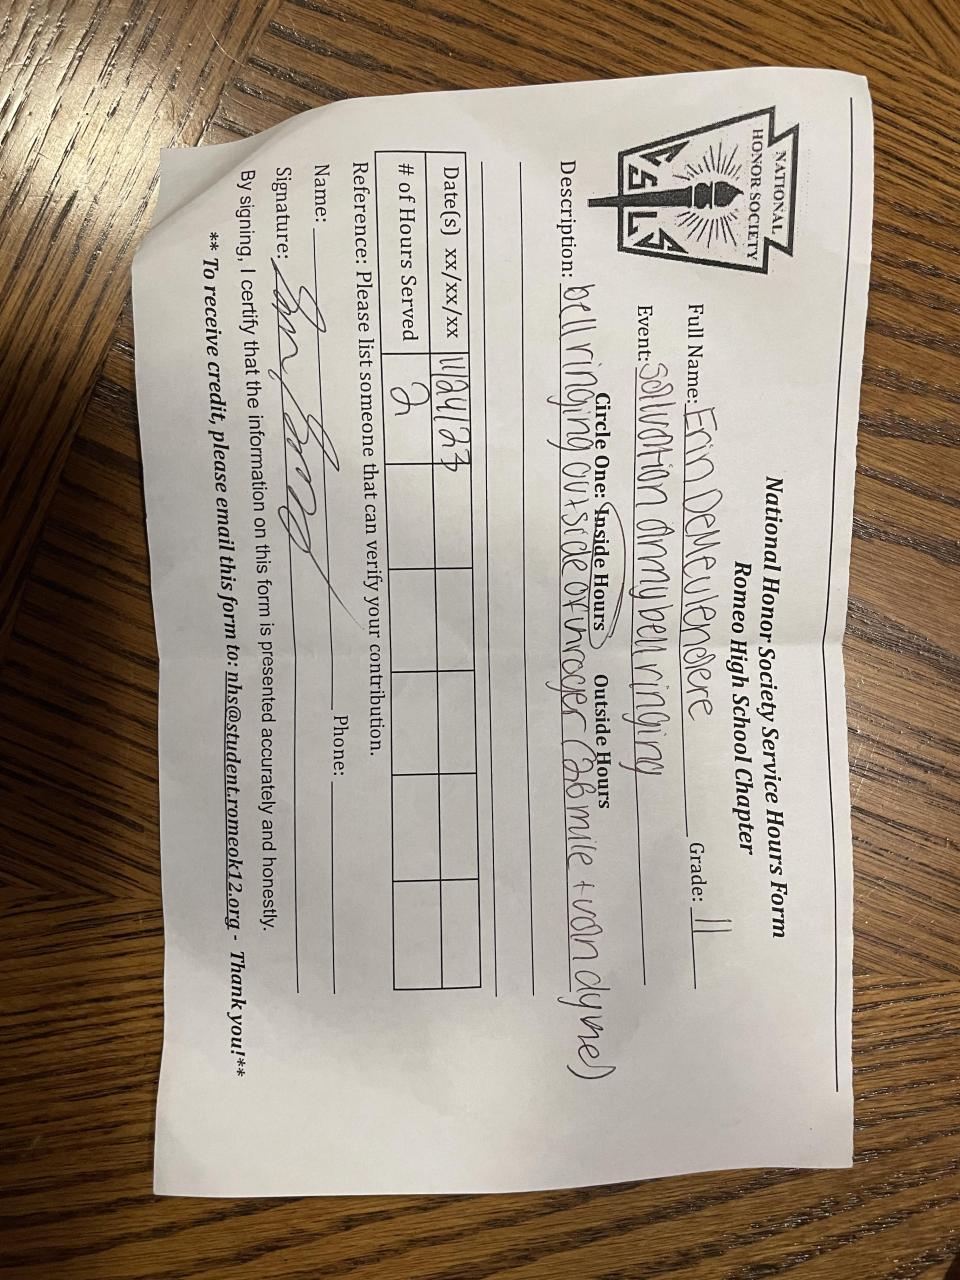 National Honor Society Service Hours Form
Romeo High School Chapter
NATIONAL
HONOR SOCIETY
C S L S
Full Name: Erin DeMeulendere Grade: 11
Event: salvation army bell ringing
Circle One: Inside Hours Outside Hours
Description: bell ringing outside of kroger (26 mile + van dyke)
Date(s) xx/xx/xx 11/24/23
# of Hours Served 2
Reference: Please list someone that can verify your contribution.
Name: Phone:
Signature:
By signing, I certify that the information on this form is presented accurately and honestly.
** To receive credit, please email this form to: nhs@student.romeok12.org - Thank you!**